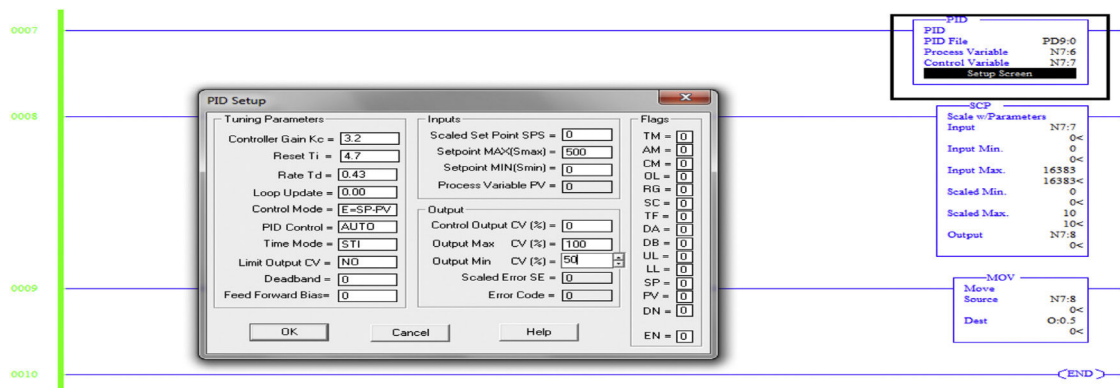 0007
PID
PID
PID File PD9:0
Process Variable N7:6
Control Variable N7:7
Setup Screen
0008
SCP
Scale w/Parameters
Input N7:7
0<
Input Min. 0
0<
Input Max. 16383
16383<
Scaled Min. 0
0<
Scaled Max. 10
10<
Output N7:8
0<
PID Setup
Tuning Parameters
Controller Gain Kc = 3.2
Reset Ti = 4.7
Rate Td = 0.43
Loop Update = 0.00
Control Mode = E=SP-PV
PID Control = AUTO
Time Mode = STI
Limit Output CV = NO
Deadband = 0
Feed Forward Bias= 0
Inputs
Scaled Set Point SPS = 0
Setpoint MAX(Smax) = 500
Setpoint MIN(Smin) = 0
Process Variable PV = 0
Output
Control Output CV (%) = 0
Output Max CV (%) = 100
Output Min CV (%) = 50
Scaled Error SE = 0
Error Code = 0
Flags
TM = 0
AM = 0
CM = 0
OL = 0
RG = 0
SC = 0
TF = 0
DA = 0
DB = 0
UL = 0
LL = 0
SP = 0
PV = 0
DN = 0
EN = 0
OK
Cancel
Help
0009
MOV
Move
Source N7:8
0<
Dest O:0.5
0<
0010
END